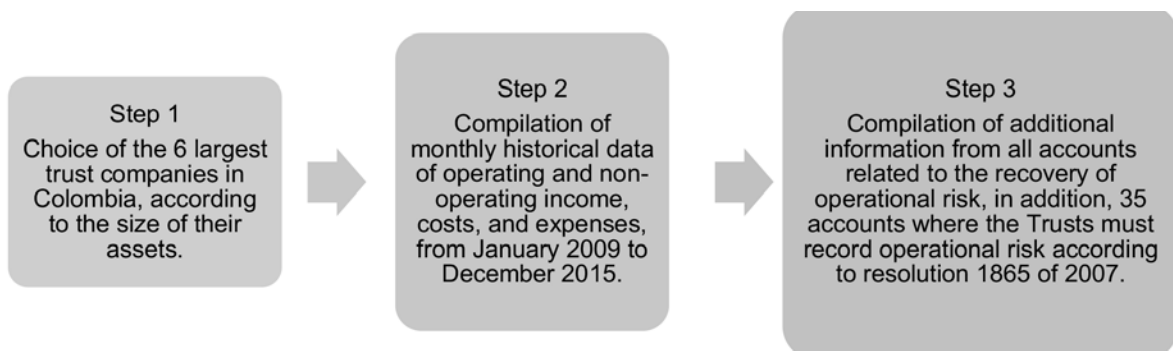 Step 1
Choice of the 6 largest
trust companies in
Colombia, according
to the size of their
assets.
Step 2
Compilation of
monthly historical data
of operating and non-
operating income,
costs, and expenses,
from January 2009 to
December 2015.
Step 3
Compilation of additional
information from all accounts
related to the recovery of
operational risk, in addition, 35
accounts where the Trusts must
record operational risk according
to resolution 1865 of 2007.